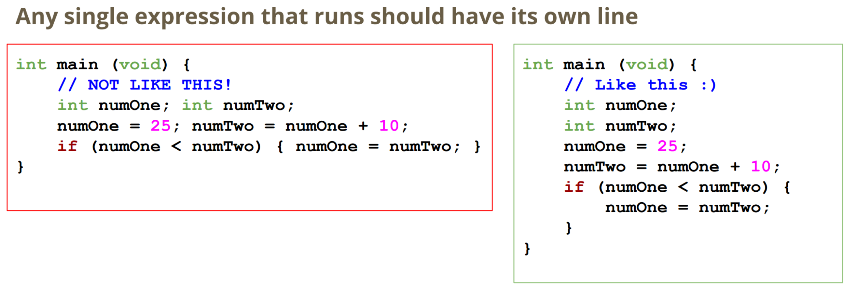 Any single expression that runs should have its own line
int main (void) {
    // NOT LIKE THIS!
    int numOne; int numTwo;
    numOne = 25; numTwo = numOne + 10;
    if (numOne < numTwo) { numOne = numTwo; }
}
int main (void) {
    // Like this :)
    int numOne;
    int numTwo;
    numOne = 25;
    numTwo = numOne + 10;
    if (numOne < numTwo) {
        numOne = numTwo;
    }
}